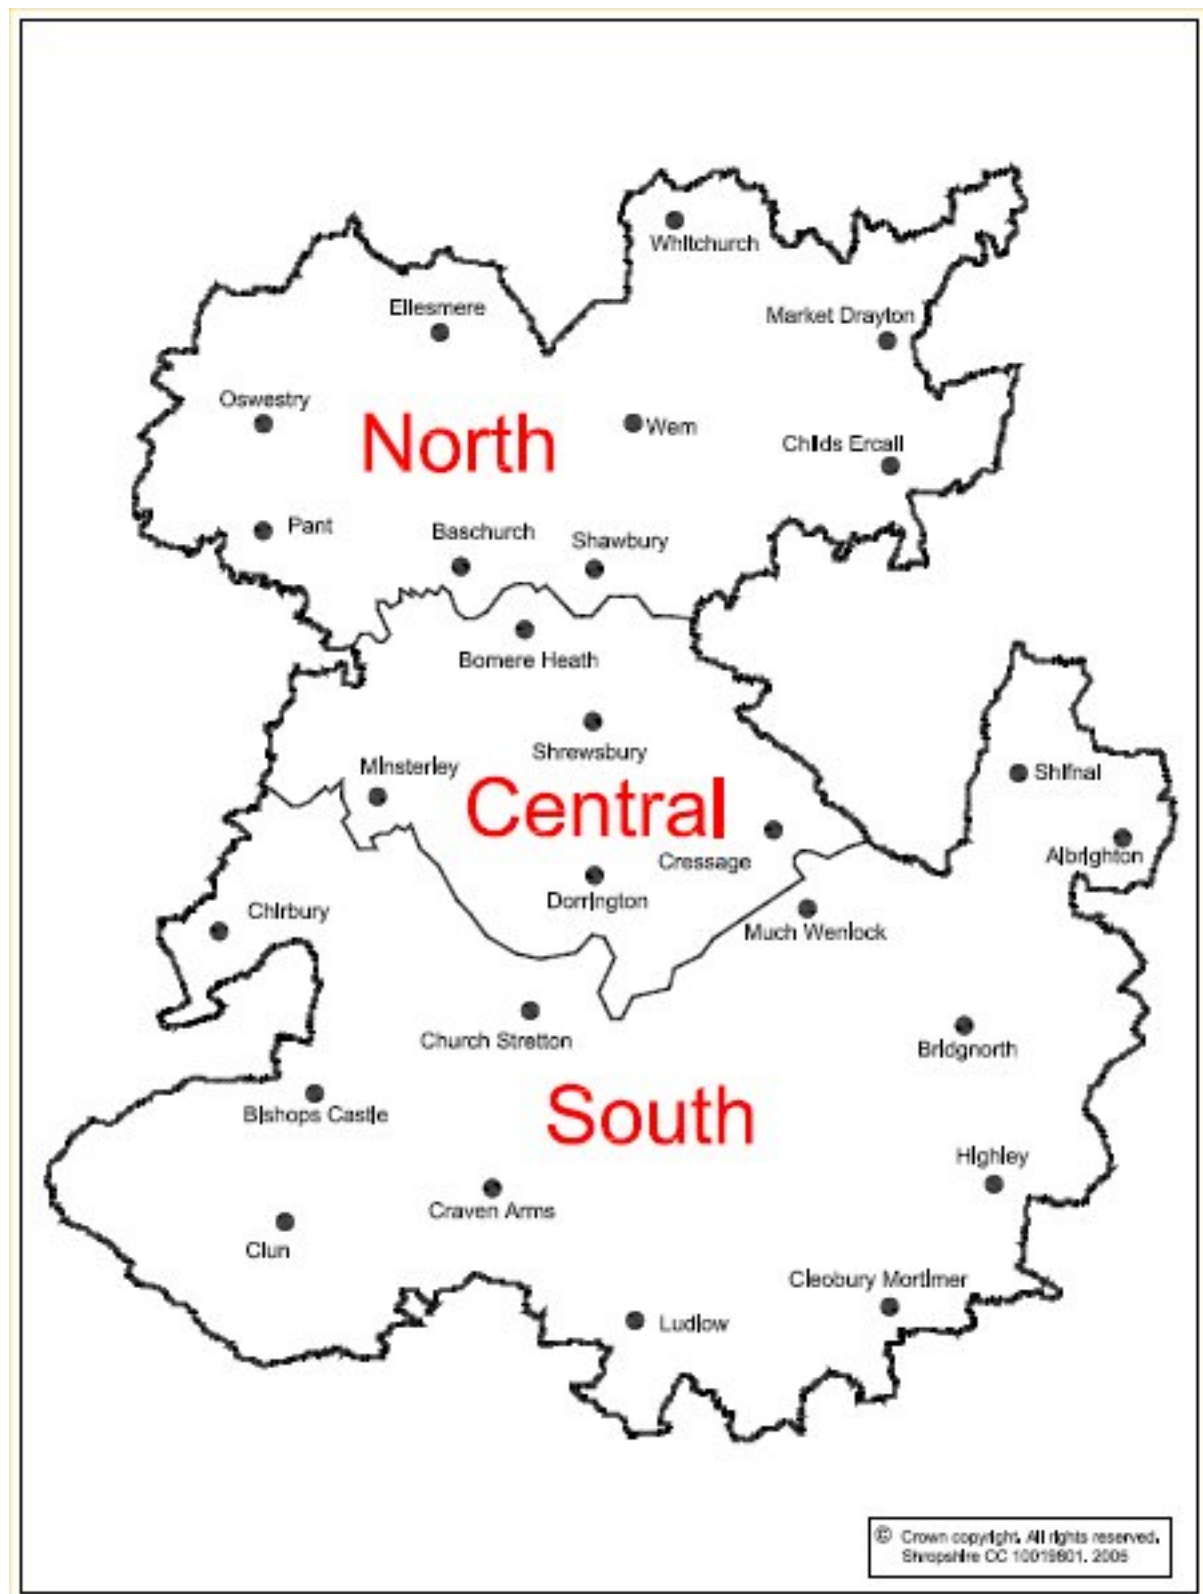 Whitchurch
Ellesmere
Market Drayton
Oswestry
North
Wem
Childs Ercall
Pant
Baschurch
Shawbury
Bomere Heath
Shrewsbury
Minsterley
Shifnal
Central
Cressage
Albrighton
Dorrington
Chirbury
Much Wenlock
Church Stretton
Bridgnorth
South
Bishops Castle
Highley
Craven Arms
Clun
Cleobury Mortimer
Ludlow
© Crown copyright. All rights reserved.
Shropshire CC 10019801. 2005